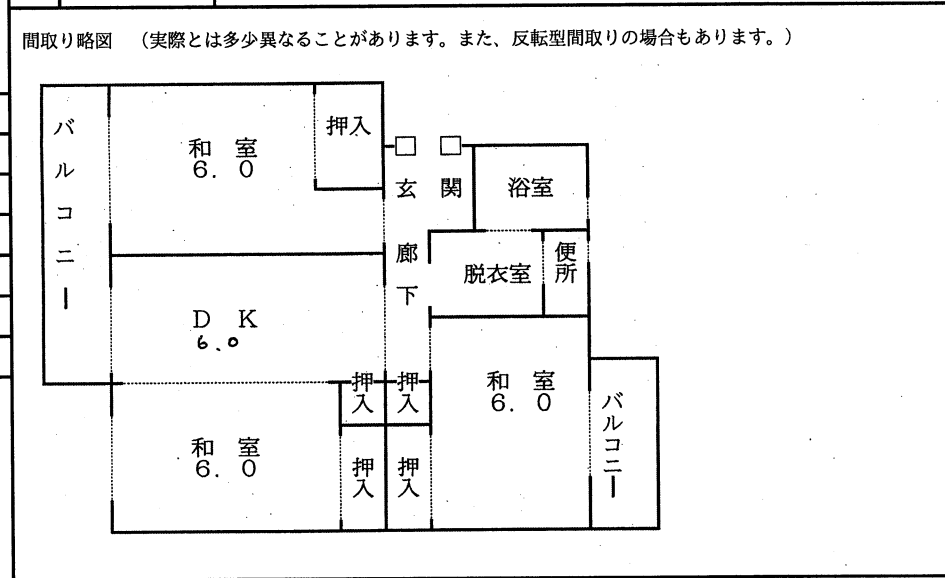 間取り略図 (実際とは多少異なることがあります。また、反転型間取りの場合もあります。)
バルコニー
和 室
6. 0
押入
玄 関
浴室
廊下
脱衣室
便所
D K
6.0
押入
押入
和 室
6. 0
バルコニー
和 室
6. 0
押入
押入